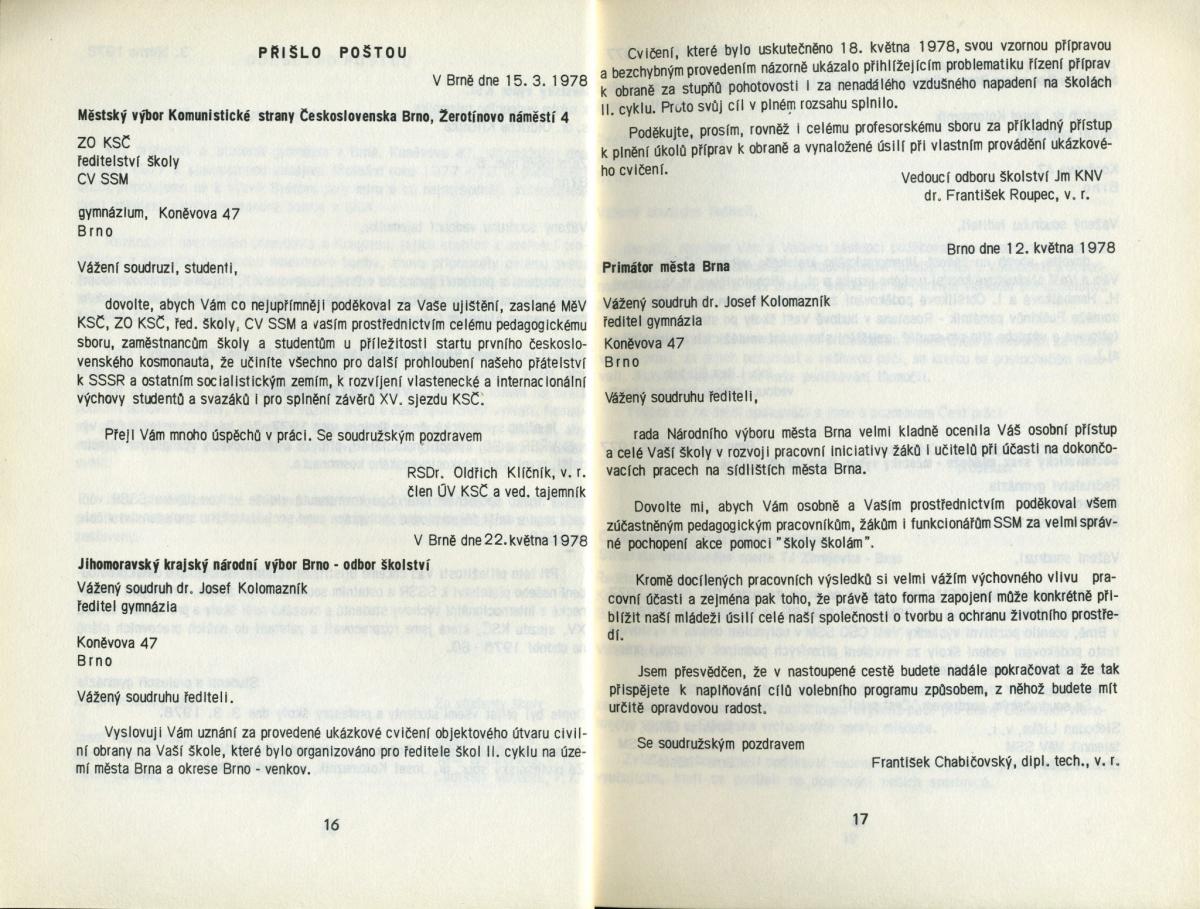 PŘIŠLO POŠTOU
V Brně dne 15. 3. 1978
Městský výbor Komunistické strany Československa Brno, Žerotínovo náměstí 4
ZO KSČ
ředitelství školy
CV SSM
gymnázium, Koněvova 47
Brno
Vážení soudruzi, studenti,
dovolte, abych Vám co nejupřímněji poděkoval za Vaše ujištění, zaslané MěV
KSČ, ZO KSČ, řed. školy, CV SSM a vaším prostřednictvím celému pedagogickému
sboru, zaměstnancům školy a studentům u příležitosti startu prvního českoslo-
venského kosmonauta, že učiníte všechno pro další prohloubení našeho přátelství
k SSSR a ostatním socialistickým zemím, k rozvíjení vlastenecké a internacionální
výchovy studentů a svazáků i pro splnění závěrů XV. sjezdu KSČ.
Přeji Vám mnoho úspěchů v práci. Se soudružským pozdravem
RSDr. Oldřich Klíčník, v. r.
člen ÚV KSČ a ved. tajemník
V Brně dne 22. května 1978
Jihomoravský krajský národní výbor Brno - odbor školství
Vážený soudruh dr. Josef Kolomazník
ředitel gymnázia
Koněvova 47
Brno
Vážený soudruhu řediteli.
Vyslovuji Vám uznání za provedené ukázkové cvičení objektového útvaru civil-
ní obrany na Vaší škole, které bylo organizováno pro ředitele škol II. cyklu na úze-
mí města Brna a okrese Brno - venkov.
16
Cvičení, které bylo uskutečněno 18. května 1978, svou vzornou přípravou
a bezchybným provedením názorně ukázalo přihlížejícím problematiku řízení příprav
k obraně za stupňů pohotovosti i za nenadálého vzdušného napadení na školách
II. cyklu. Proto svůj cíl v plném rozsahu splnilo.
Poděkujte, prosím, rovněž i celému profesorskému sboru za příkladný přístup
k plnění úkolů příprav k obraně a vynaložené úsilí při vlastním provádění ukázkové-
ho cvičení.
Vedoucí odboru školství Jm KNV
dr. František Roupec, v. r.
Brno dne 12. května 1978
Primátor města Brna
Vážený soudruh dr. Josef Kolomazník
ředitel gymnázia
Koněvova 47
Brno
Vážený soudruhu řediteli,
rada Národního výboru města Brna velmi kladně ocenila Váš osobní přístup
a celé Vaší školy v rozvoji pracovní iniciativy žáků i učitelů při účasti na dokončo-
vacích pracech na sídlištích města Brna.
Dovolte mi, abych Vám osobně a Vaším prostřednictvím poděkoval všem
zúčastněným pedagogickým pracovníkům, žákům i funkcionářům SSM za velmi správ-
né pochopení akce pomoci "školy školám".
Kromě docílených pracovních výsledků si velmi vážím výchovného vlivu pra-
covní účasti a zejména pak toho, že právě tato forma zapojení může konkrétně při-
blížit naší mládeži úsilí celé naší společnosti o tvorbu a ochranu životního prostře-
dí.
Jsem přesvědčen, že v nastoupené cestě budete nadále pokračovat a že tak
přispějete k naplňování cílů volebního programu způsobem, z něhož budete mít
určitě opravdovou radost.
Se soudružským pozdravem
František Chabičovský, dipl. tech., v. r.
17